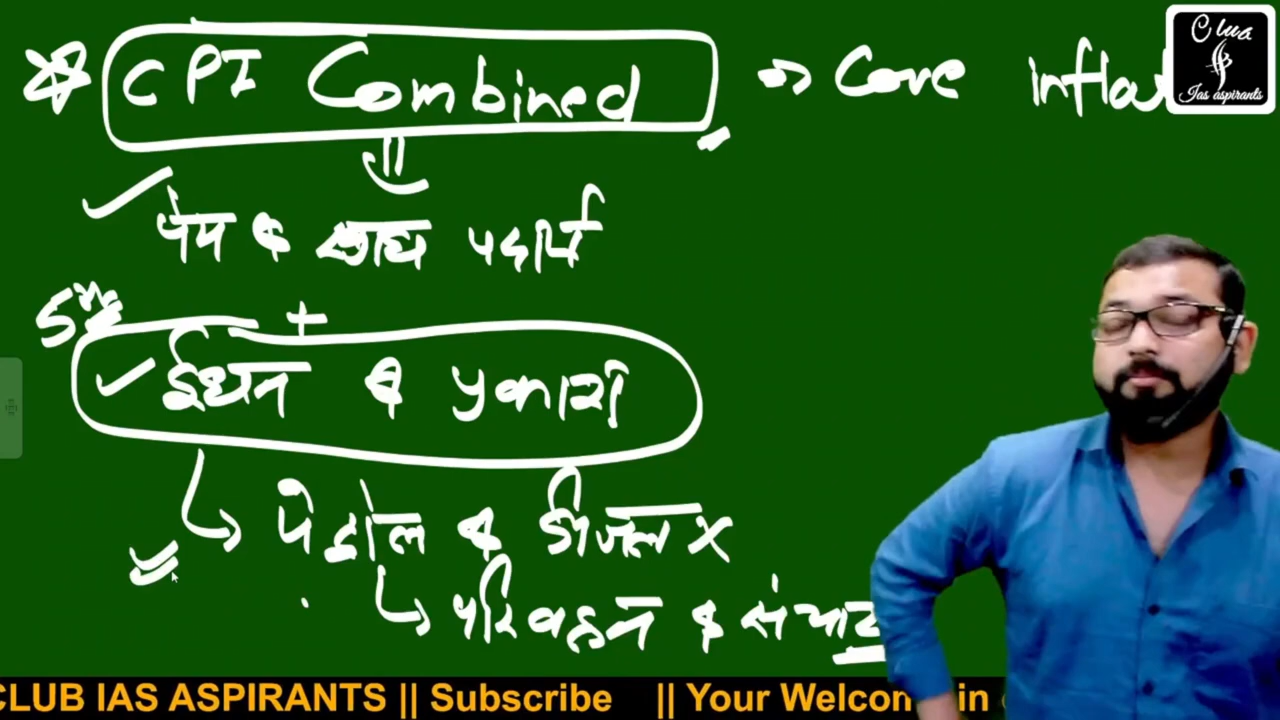 CPI Combined → Core
Club
Ias aspirants
पेय व खाद्य पदार्थ
+
ईंधन व प्रकाश
पेट्रोल व डीजल X
परिवहन व संचार
CLUB IAS ASPIRANTS || Subscribe || Your Welcom in